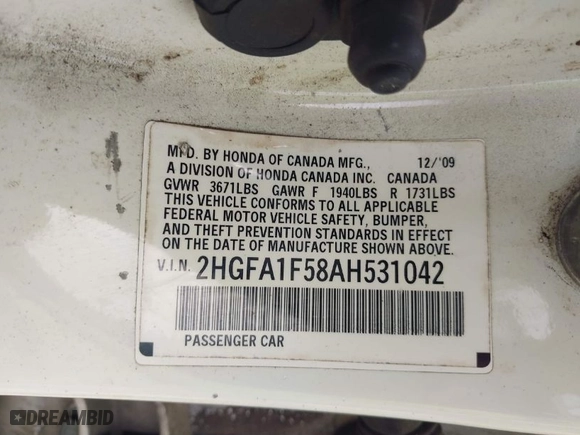 MFD. BY HONDA OF CANADA MFG., 12/'09
A DIVISION OF HONDA CANADA INC. CANADA
GVWR 3671LBS GAWR F 1940LBS R 1731LBS
THIS VEHICLE CONFORMS TO ALL APPLICABLE
FEDERAL MOTOR VEHICLE SAFETY, BUMPER,
AND THEFT PREVENTION STANDARDS IN EFFECT
ON THE DATE OF MANUFACTURE SHOWN ABOVE.
V.I.N. 2HGFA1F58AH531042
PASSENGER CAR
DREAMBID